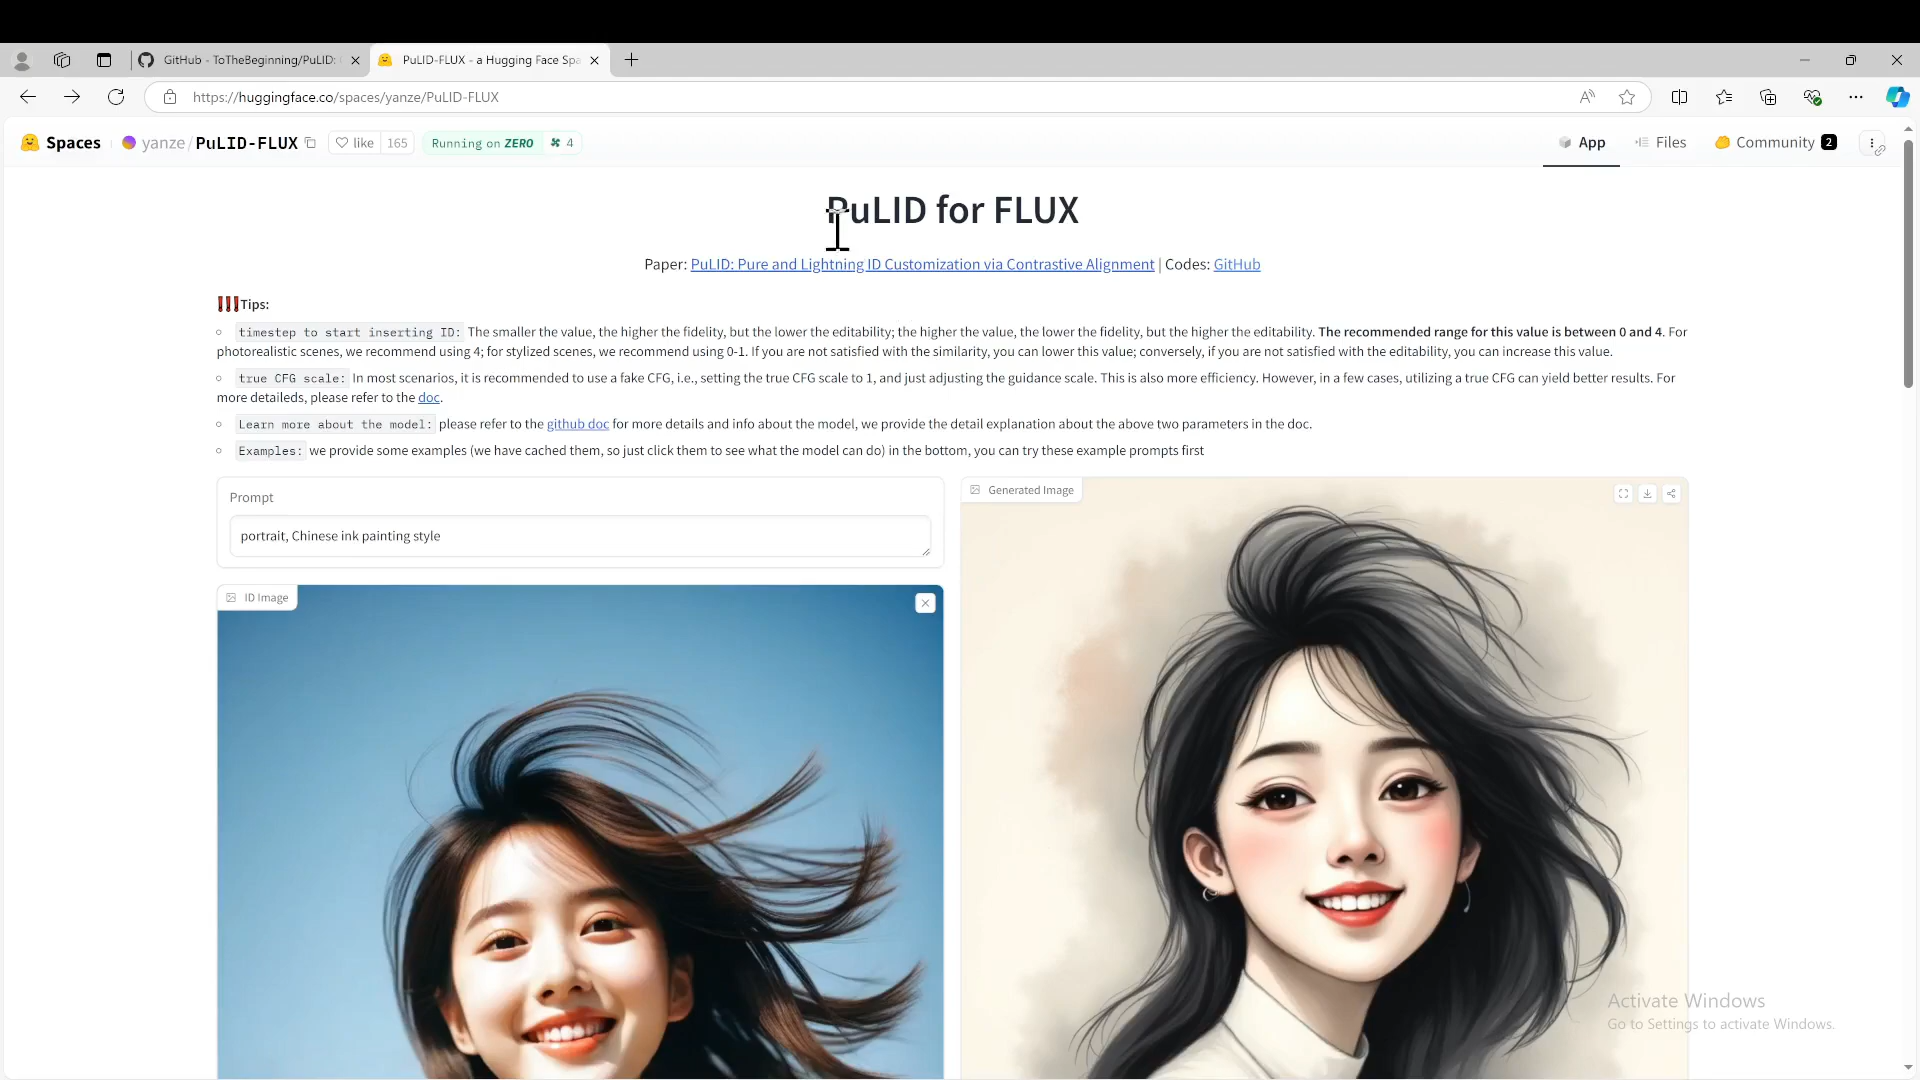 GitHub - ToTheBeginning/PuLID:
PuLID-FLUX - a Hugging Face Spa
https://huggingface.co/spaces/yanze/PuLID-FLUX
Spaces yanze/PuLID-FLUX like 165 Running on ZERO 4 App Files Community 2
PuLID for FLUX
Paper: PuLID: Pure and Lightning ID Customization via Contrastive Alignment | Codes: GitHub
!!!Tips:
timestep to start inserting ID: The smaller the value, the higher the fidelity, but the lower the editability; the higher the value, the lower the fidelity, but the higher the editability. The recommended range for this value is between 0 and 4. For
photorealistic scenes, we recommend using 4; for stylized scenes, we recommend using 0-1. If you are not satisfied with the similarity, you can lower this value; conversely, if you are not satisfied with the editability, you can increase this value.
true CFG scale: In most scenarios, it is recommended to use a fake CFG, i.e., setting the true CFG scale to 1, and just adjusting the guidance scale. This is also more efficiency. However, in a few cases, utilizing a true CFG can yield better results. For
more detaileds, please refer to the doc.
Learn more about the model: please refer to the github doc for more details and info about the model, we provide the detail explanation about the above two parameters in the doc.
Examples: we provide some examples (we have cached them, so just click them to see what the model can do) in the bottom, you can try these example prompts first
Prompt
portrait, Chinese ink painting style
ID Image
Generated Image
Activate Windows
Go to Settings to activate Windows.